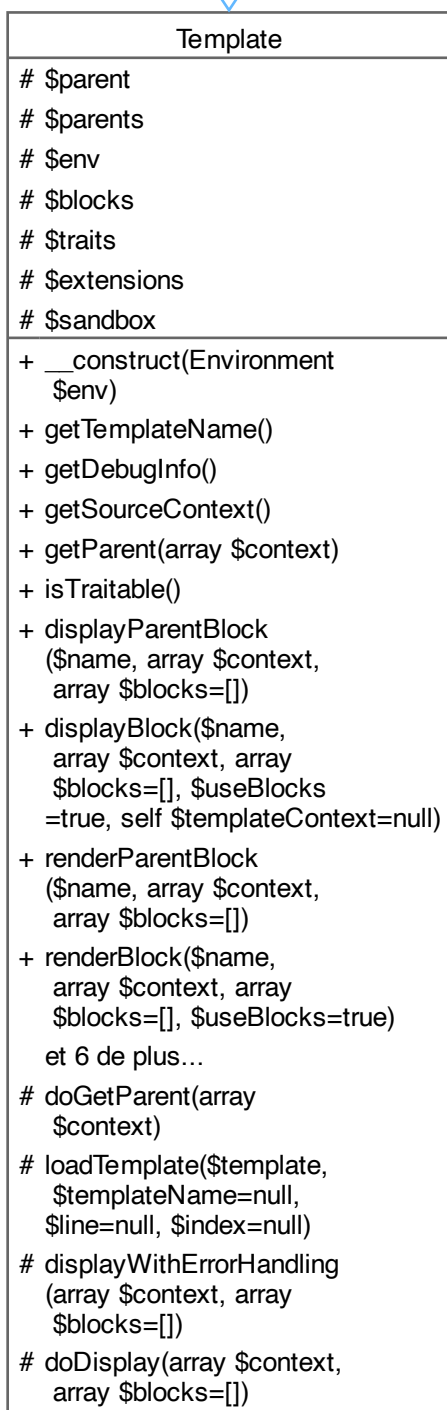 Template
# $parent
# $parents
# $env
# $blocks
# $traits
# $extensions
# $sandbox
+ __construct(Environment
$env)
+ getTemplateName()
+ getDebugInfo()
+ getSourceContext()
+ getParent(array $context)
+ isTraitable()
+ displayParentBlock
($name, array $context,
array $blocks=[])
+ displayBlock($name,
array $context, array
$blocks=[], $useBlocks
=true, self $templateContext=null)
+ renderParentBlock
($name, array $context,
array $blocks=[])
+ renderBlock($name,
array $context, array
$blocks=[], $useBlocks=true)
et 6 de plus...
# doGetParent(array
$context)
# loadTemplate($template,
$templateName=null,
$line=null, $index=null)
# displayWithErrorHandling
(array $context, array
$blocks=[])
# doDisplay(array $context,
array $blocks=[])